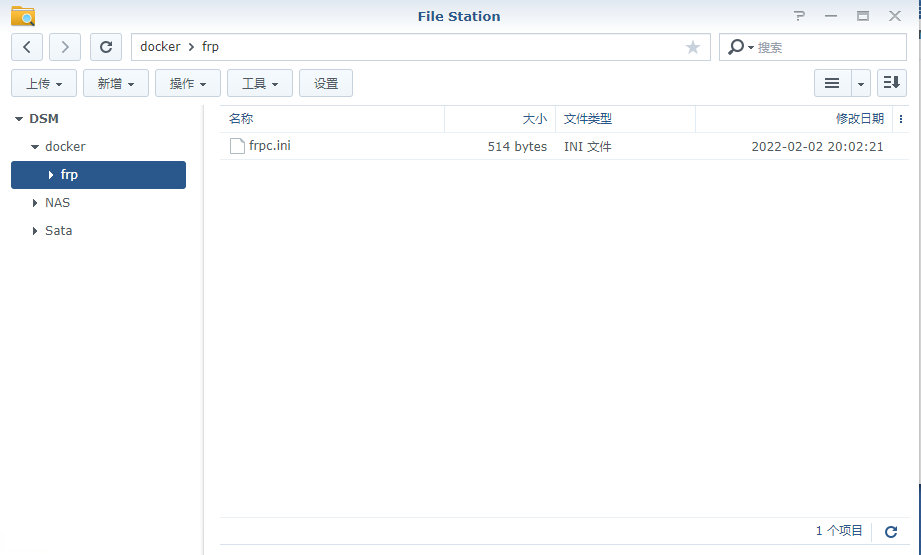 File Station
docker frp
搜索
上传 新增 操作 工具 设置
DSM
docker
frp
NAS
Sata
名称 大小 文件类型 修改日期
frpc.ini 514 bytes INI 文件 2022-02-02 20:02:21
1 个项目